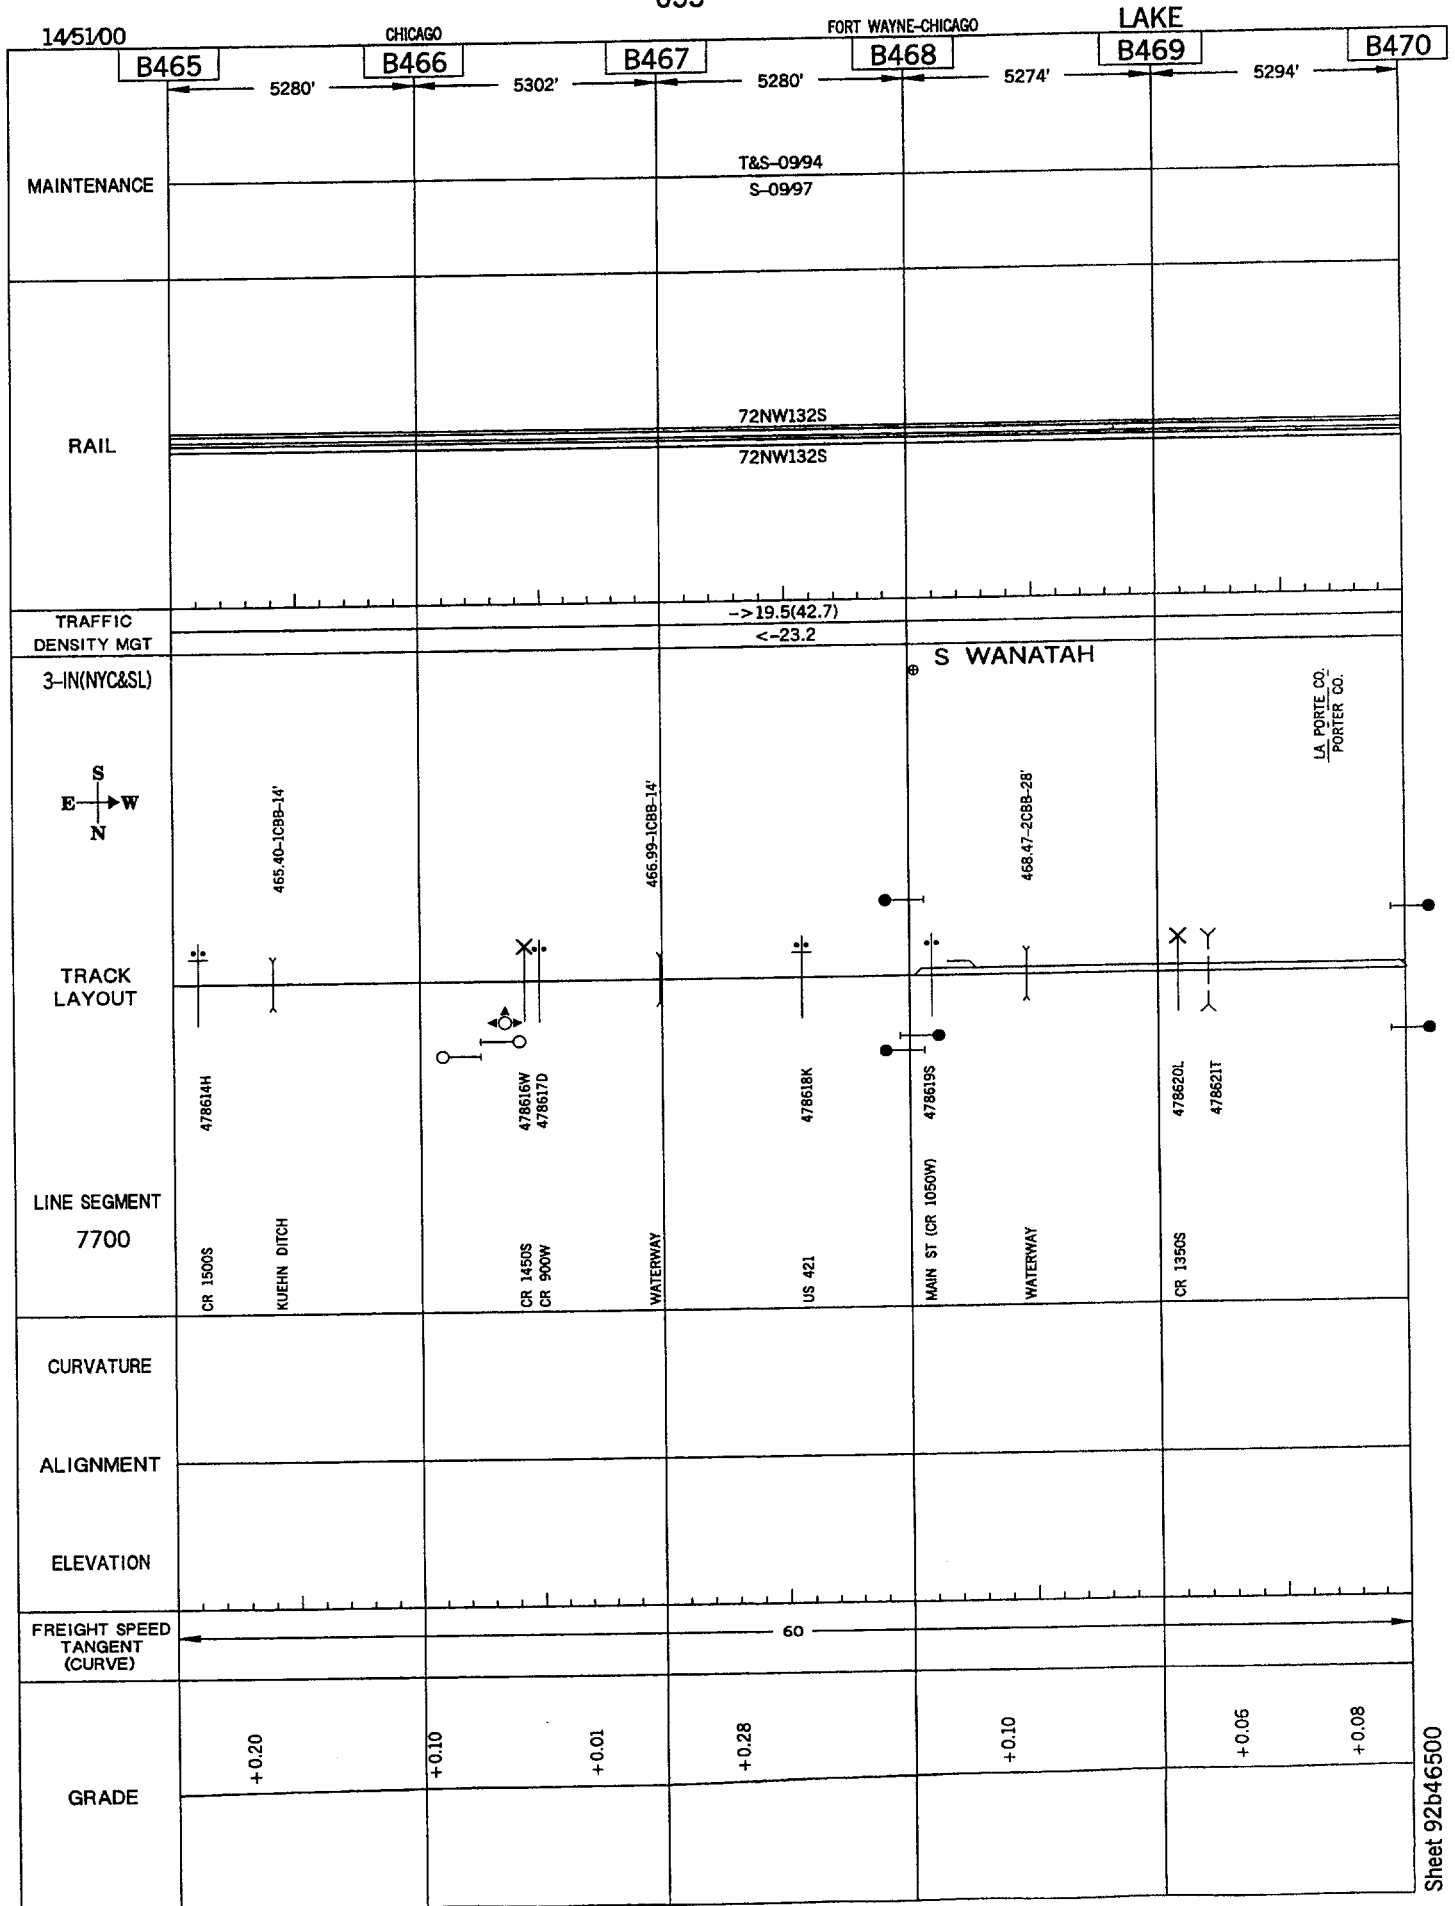 14/51/00
CHICAGO
FORT WAYNE-CHICAGO
LAKE
B465
B466
B467
B468
B469
B470
5280'
5302'
5280'
5274'
5294'
MAINTENANCE
T&S-09/94
S-09/97
RAIL
72NW132S
72NW132S
TRAFFIC
DENSITY MGT
->19.5(42.7)
<-23.2
3-IN(NYC&SL)
S WANATAH
LA PORTE CO.
PORTER CO.
S
E W
N
465.40-1CBB-14'
466.99-1CBB-14'
468.47-2CBB-28'
TRACK
LAYOUT
478614H
478616W
478617D
478618K
478619S
478620L
478621T
LINE SEGMENT
7700
CR 1500S
KUEHN DITCH
CR 1450S
CR 900W
WATERWAY
US 421
MAIN ST (CR 1050W)
WATERWAY
CR 1350S
CURVATURE
ALIGNMENT
ELEVATION
FREIGHT SPEED
TANGENT
(CURVE)
60
GRADE
+0.20
+0.10
+0.01
+0.28
+0.10
+0.06
+0.08
Sheet 92b46500